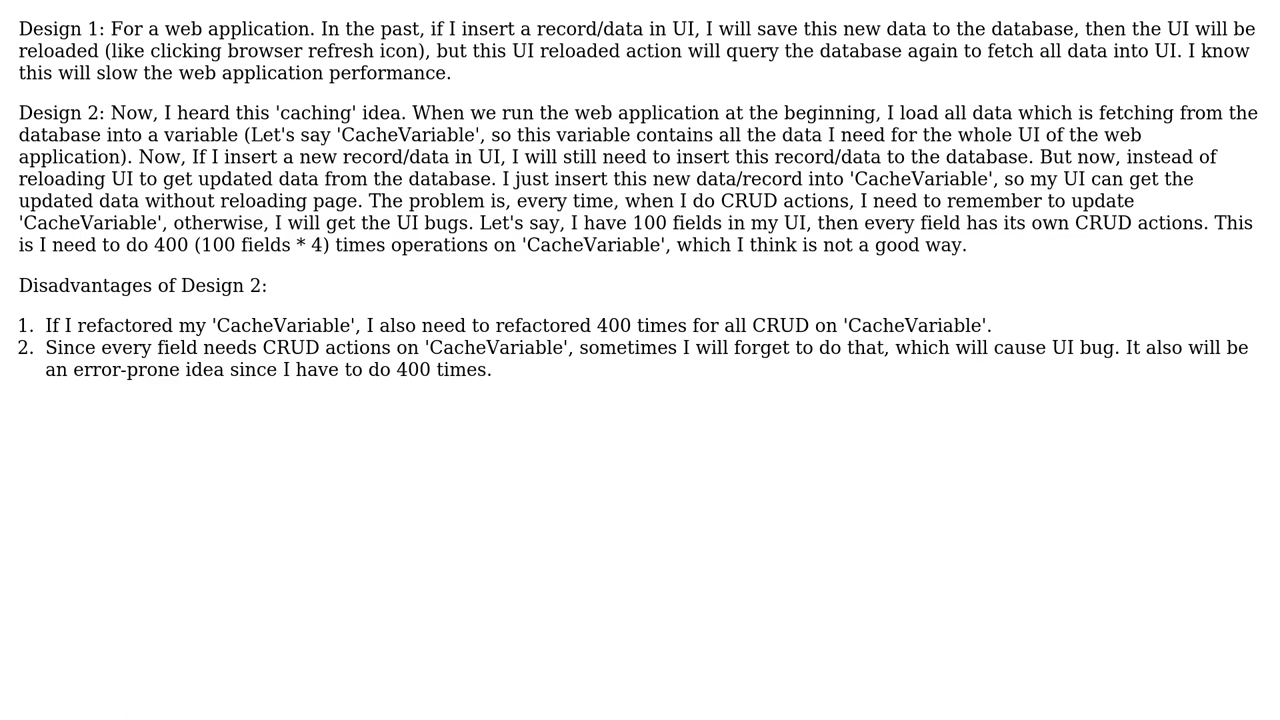 Design 1: For a web application. In the past, if I insert a record/data in UI, I will save this new data to the database, then the UI will be
reloaded (like clicking browser refresh icon), but this UI reloaded action will query the database again to fetch all data into UI. I know
this will slow the web application performance.
Design 2: Now, I heard this 'caching' idea. When we run the web application at the beginning, I load all data which is fetching from the
database into a variable (Let's say 'CacheVariable', so this variable contains all the data I need for the whole UI of the web
application). Now, If I insert a new record/data in UI, I will still need to insert this record/data to the database. But now, instead of
reloading UI to get updated data from the database. I just insert this new data/record into 'CacheVariable', so my UI can get the
updated data without reloading page. The problem is, every time, when I do CRUD actions, I need to remember to update
'CacheVariable', otherwise, I will get the UI bugs. Let's say, I have 100 fields in my UI, then every field has its own CRUD actions. This
is I need to do 400 (100 fields * 4) times operations on 'CacheVariable', which I think is not a good way.
Disadvantages of Design 2:
1. If I refactored my 'CacheVariable', I also need to refactored 400 times for all CRUD on 'CacheVariable'.
2. Since every field needs CRUD actions on 'CacheVariable', sometimes I will forget to do that, which will cause UI bug. It also will be
an error-prone idea since I have to do 400 times.